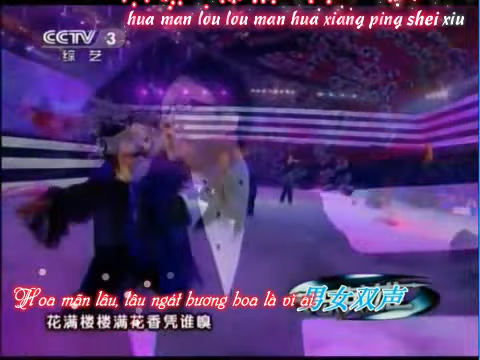 hua man lou lou man hua xiang ping shei xiu
CCTV 3
综艺
Hoa mãn lâu, lâu ngát hương hoa là vì ai
男女双声
花满楼楼满花香凭谁嗅